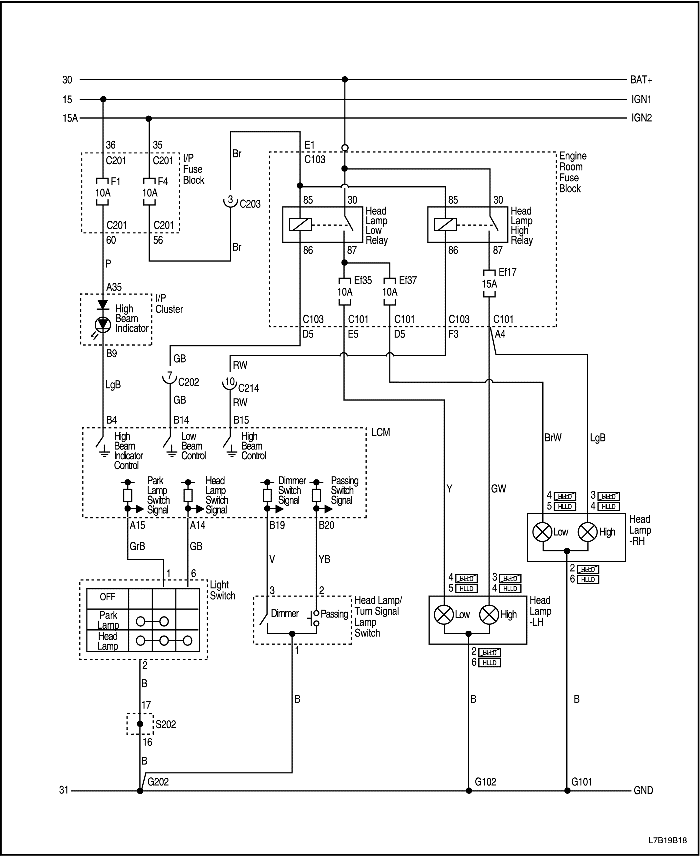 30 BAT+
15 IGN1
15A IGN2
36 35 Br E1
C201 C201 C103
I/P
Fuse
Block
F1
10A
F4
10A
3 C203
C201 C201
60 56 Br
Engine
Room
Fuse
Block
85 30 85 30
Head
Lamp
Low
Relay
Head
Lamp
High
Relay
86 87 86 87
Ef35
10A
Ef37
10A
Ef17
15A
P
A35
I/P
Cluster
High
Beam
Indicator
B9
C103 C101 C101 C103 C101
D5 E5 D5 F3 A4
GB RW
7 C202
10 C214
LgB GB RW
B4 B14 B15
LCM
High
Beam
Indicator
Control
Low
Beam
Control
High
Beam
Control
Park
Lamp
Switch
Signal
Head
Lamp
Switch
Signal
Dimmer
Switch
Signal
Passing
Switch
Signal
A15 A14 B19 B20
GrB GB V YB
BrW LgB
Y GW
4 3
5 HLLD 4 HLLD
Low High
Head
Lamp
-RH
2
6 HLLD
1 6
Light
Switch
OFF
Park
Lamp
Head
Lamp
2
3 2
Head Lamp/
Turn Signal
Lamp
Switch
Dimmer Passing
1
4 3
5 HLLD 4 HLLD
Low High
Head
Lamp
-LH
2
6 HLLD
B
17
S202
16
B
B B B
31 G202 G102 G101 GND
L7B19B18